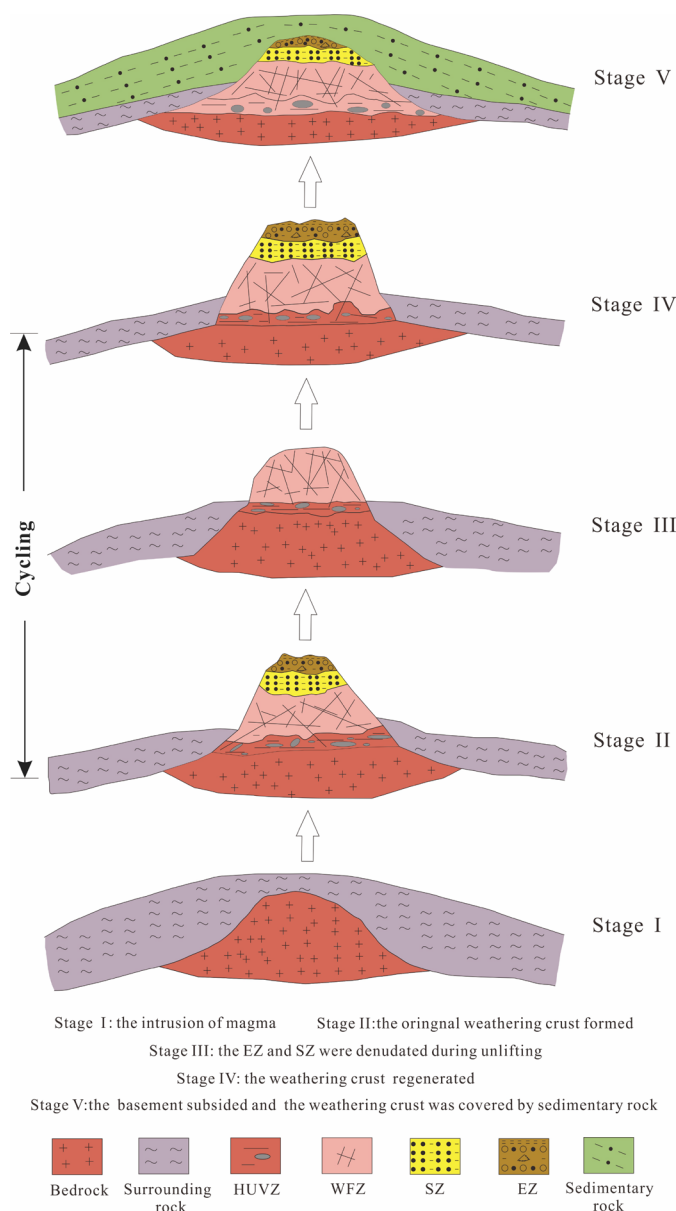 Stage V
Stage IV
Cycling
Stage III
Stage II
Stage I
Stage I: the intrusion of magma Stage II:the oringnal weathering crust formed
Stage III: the EZ and SZ were denudated during unlifting
Stage IV: the weathering crust regenerated
Stage V:the basement subsided and the weathering crust was covered by sedimentary rock
Bedrock Surrounding rock HUVZ WFZ SZ EZ Sedimentary rock